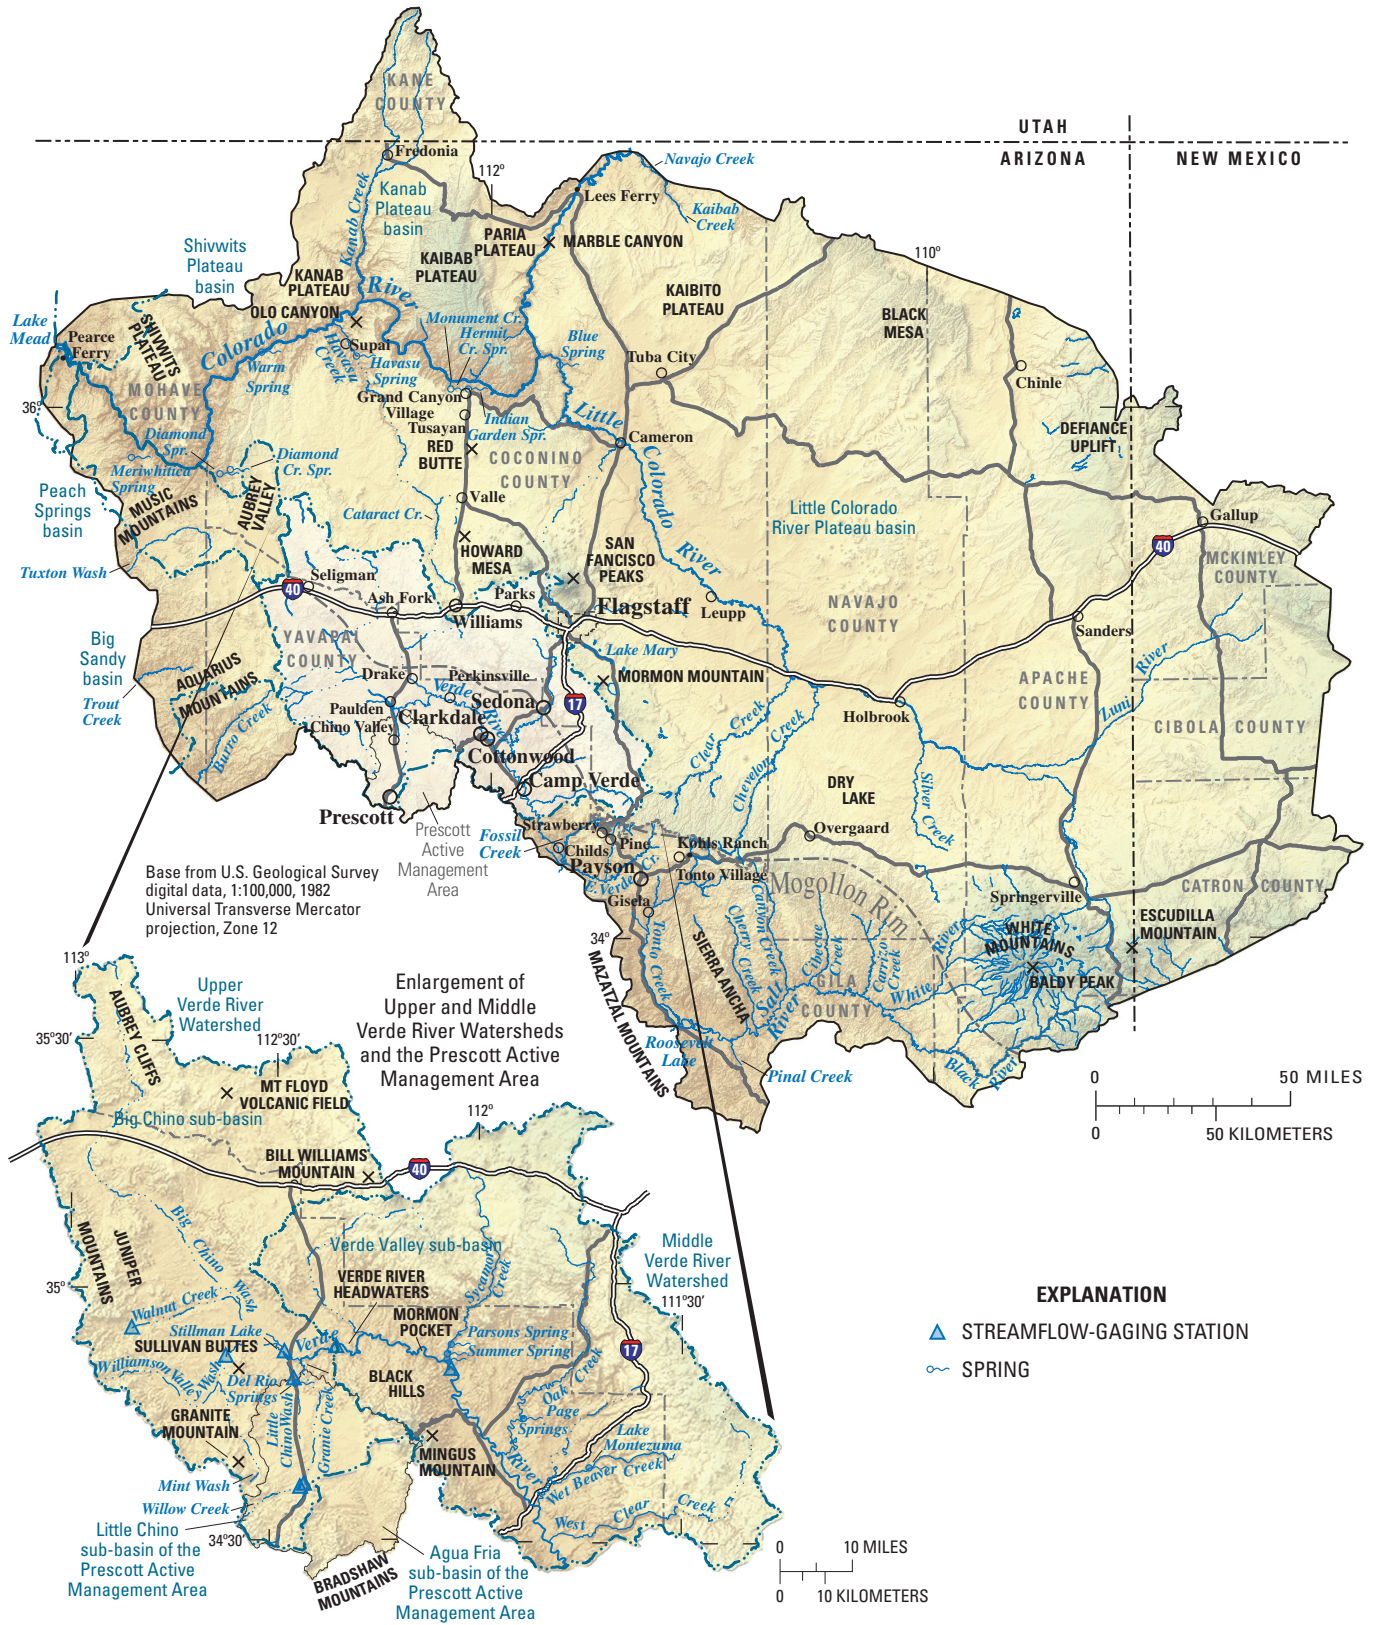 KANE
COUNTY
UTAH
ARIZONA
NEW MEXICO
Fredonia
112°
Navajo Creek
Lees Ferry
Kanab
Plateau
basin
Kanab Creek
Kaibab
Creek
PARIA
PLATEAU
MARBLE CANYON
Shivwits
Plateau
basin
KAIBAB
PLATEAU
110°
KANAB
PLATEAU
River
KAIBITO
PLATEAU
OLO CANYON
BLACK
MESA
Lake
Mead
Pearce
Ferry
SHIVWITS
PLATEAU
Colorado
Monument Cr.
Hermit
Cr. Spr.
Blue
Spring
Supai
Havasu
Creek
Havasu
Spring
Warm
Spring
Tuba City
Chinle
MOHAVE
COUNTY
36°
Grand Canyon
Village
Tusayan
Indian
Garden Spr.
Little
Colorado
River
Cameron
DEFIANCE
UPLIFT
Diamond
Spr.
RED
BUTTE
COCONINO
COUNTY
Diamond
Cr. Spr.
Meriwhitica
Spring
Peach
Springs
basin
MUSIC
MOUNTAINS
AUBREY
VALLEY
Valle
Cataract Cr.
Little Colorado
River Plateau basin
Gallup
40
HOWARD
MESA
SAN
FANCISCO
PEAKS
MCKINLEY
COUNTY
Tuxton Wash
Seligman
40
Ash Fork
Parks
Williams
Flagstaff
Leupp
NAVAJO
COUNTY
Sanders
YAVAPAI
COUNTY
Big
Sandy
basin
Lake Mary
AQUARIUS
MOUNTAINS
Drake
Perkinsville
MORMON MOUNTAIN
APACHE
COUNTY
Luni
River
Trout
Creek
Verde
River
Sedona
17
Paulden
Clarkdale
Chino Valley
Holbrook
CIBOLA COUNTY
Burro Creek
Clear
Creek
Chevelon
Creek
Cottonwood
Camp Verde
DRY
LAKE
Silver Creek
Prescott
Prescott
Active
Management
Area
Fossil
Creek
Strawberry
Childs
Pine
Kohls Ranch
Overgaard
Payson
Tonto Village
E. Verde Cr.
Mogollon Rim
Gisela
Springerville
CATRON COUNTY
Base from U.S. Geological Survey
digital data, 1:100,000, 1982
Universal Transverse Mercator
projection, Zone 12
34°
MAZATZAL MOUNTAINS
Tonto Creek
SIERRA ANCHA
Cherry Creek
Canyon Creek
Cibecue
Creek
Carrizo
Creek
White
River
WHITE
MOUNTAINS
ESCUDILLA
MOUNTAIN
BALDY PEAK
Salt
River
GILA
COUNTY
Roosevelt
Lake
Pinal Creek
Black
River
0 50 MILES
0 50 KILOMETERS
113°
Upper
Verde River
Watershed
Enlargement of
Upper and Middle
Verde River Watersheds
and the Prescott Active
Management Area
AUBREY CLIFFS
35°30'
112°30'
MT FLOYD
VOLCANIC FIELD
Big Chino sub-basin
112°
BILL WILLIAMS
MOUNTAIN
40
JUNIPER
MOUNTAINS
Big
Chino
Wash
Verde Valley sub-basin
Middle
Verde River
Watershed
Sycamore
Creek
35°
VERDE RIVER
HEADWATERS
111°30'
Walnut Creek
MORMON
POCKET
Stillman Lake
Verde
Parsons Spring
Summer Spring
SULLIVAN BUTTES
17
Williamson
Valley Wash
Del Rio
Springs
BLACK
HILLS
Oak
Creek
Page
Springs
Little
Chino Wash
Granie Creek
GRANITE
MOUNTAIN
Lake
Montezuma
MINGUS
MOUNTAIN
River
Wet Beaver Creek
Mint Wash
Willow Creek
West
Clear
Creek
Little Chino
sub-basin of the
Prescott Active
Management Area
34°30'
BRADSHAW
MOUNTAINS
Agua Fria
sub-basin of the
Prescott Active
Management Area
0 10 MILES
0 10 KILOMETERS
EXPLANATION
STREAMFLOW-GAGING STATION
SPRING